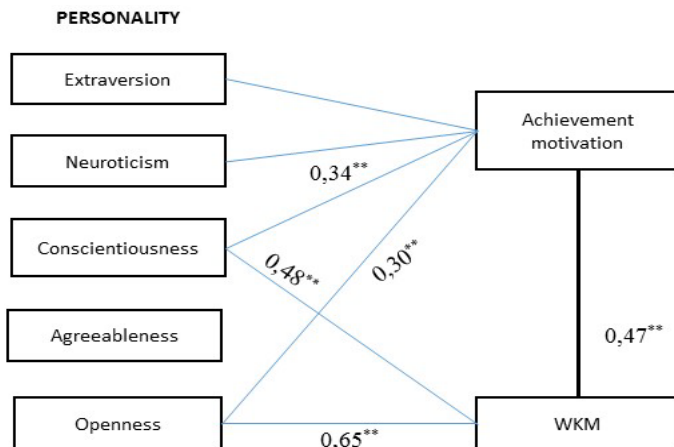 PERSONALITY
Extraversion
Achievement
motivation
Neuroticism
0,34**
Conscientiousness
0,48**
0,30**
Agreeableness
0,47**
Openness
0,65**
WKM